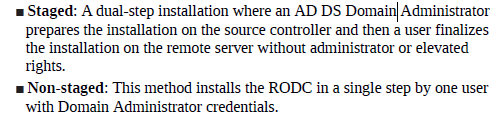 ■ Staged: A dual-step installation where an AD DS Domain Administrator
prepares the installation on the source controller and then a user finalizes
the installation on the remote server without administrator or elevated
rights.
■ Non-staged: This method installs the RODC in a single step by one user
with Domain Administrator credentials.